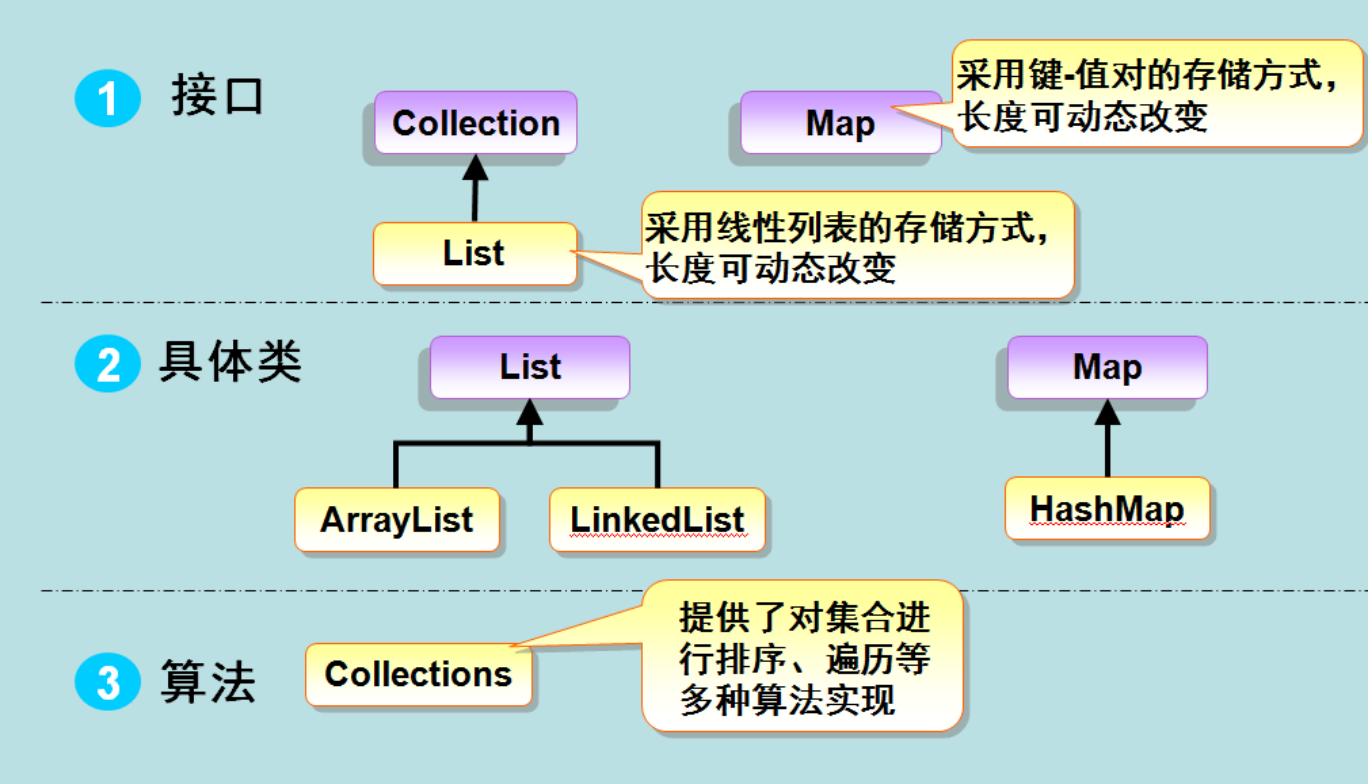 1 接口
Collection
Map
采用键-值对的存储方式，
长度可动态改变
List
采用线性列表的存储方式，
长度可动态改变
2 具体类
List
Map
ArrayList
LinkedList
HashMap
3 算法
Collections
提供了对集合进
行排序、遍历等
多种算法实现